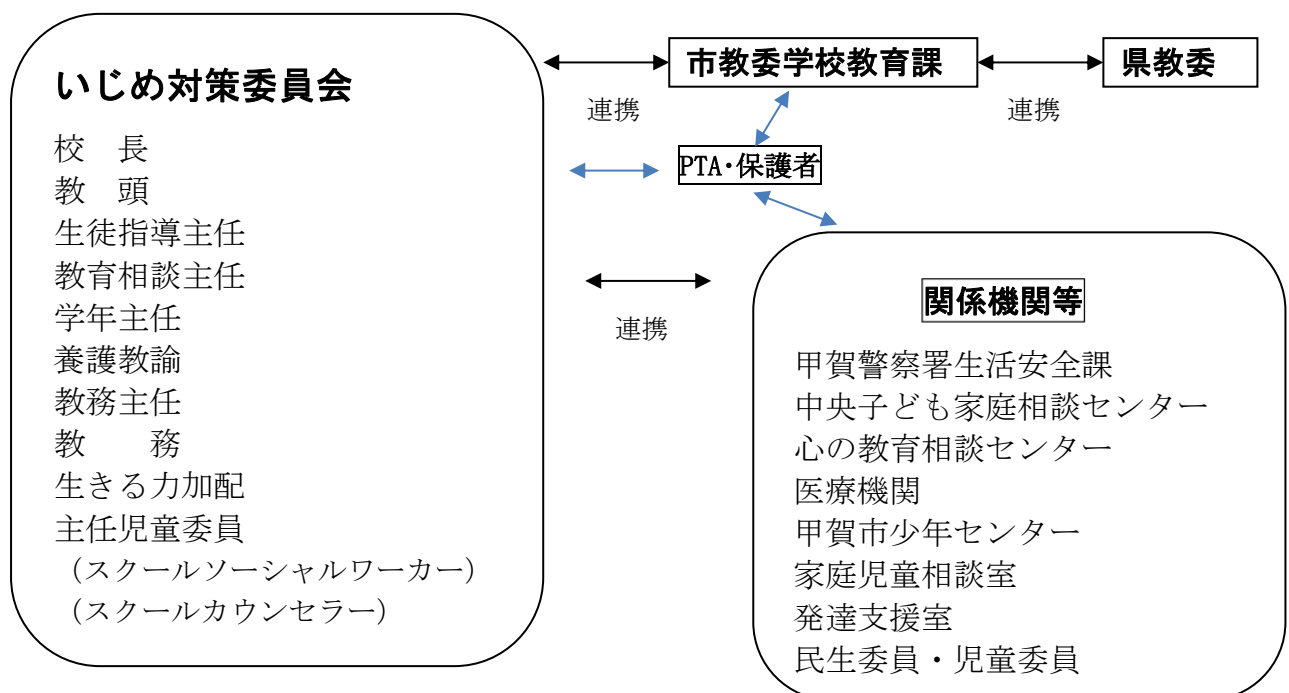 いじめ対策委員会
校　長
教　頭
生徒指導主任
教育相談主任
学年主任
養護教諭
教務主任
教　　務
生きる力加配
主任児童委員
（スクールソーシャルワーカー）
（スクールカウンセラー）
市教委学校教育課
県教委
連携
連携
PTA・保護者
連携
関係機関等
甲賀警察署生活安全課
中央子ども家庭相談センター
心の教育相談センター
医療機関
甲賀市少年センター
家庭児童相談室
発達支援室
民生委員・児童委員